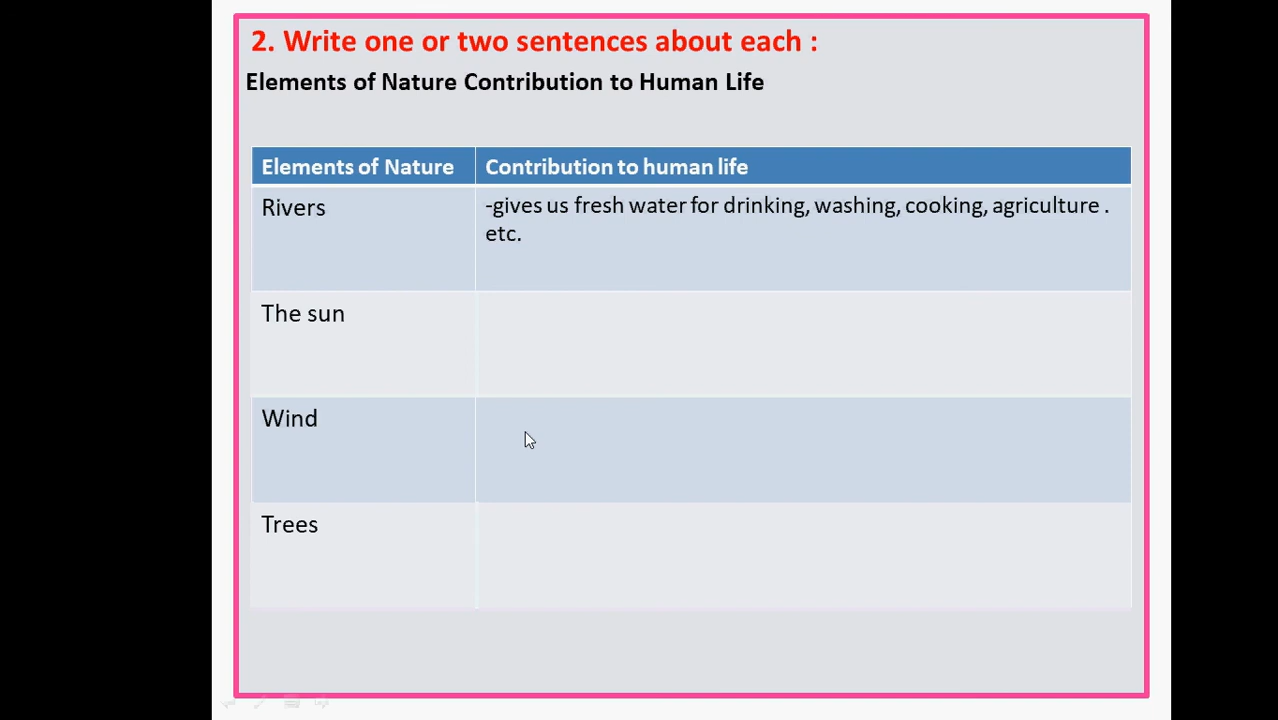 2. Write one or two sentences about each :
Elements of Nature Contribution to Human Life
Elements of Nature
Contribution to human life
Rivers
-gives us fresh water for drinking, washing, cooking, agriculture .
etc.
The sun
Wind
Trees